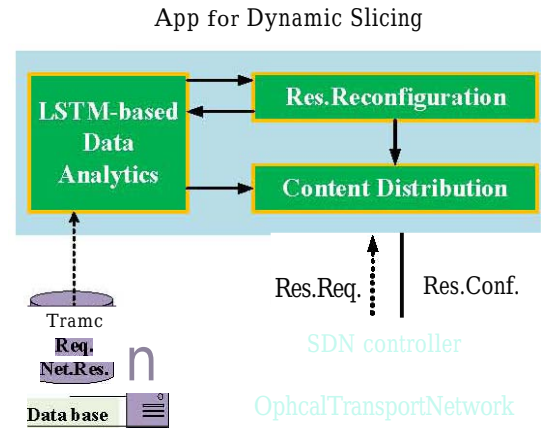 App for Dynamic Slicing
LSTM-based
Data
Analytics
Res.Reconfiguration
Content Distribution
Res.Req.
Res.Conf.
Tramc
Req.
Net.Res.
n
Data base
SDN controller
OphcalTransportNetwork